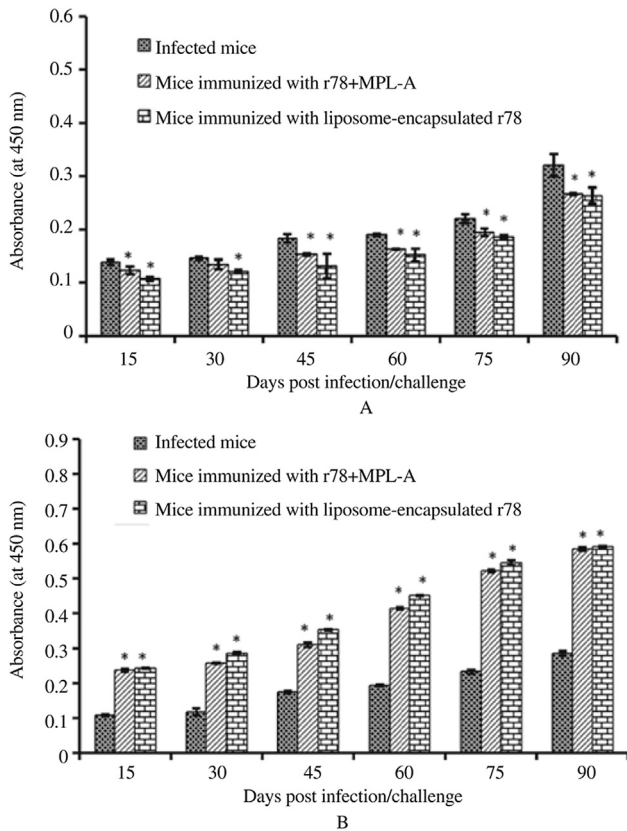 0.6
0.5
0.4
0.3
0.2
0.1
0
Absorbance (at 450 nm)
Infected mice
Mice immunized with r78+MPL-A
Mice immunized with liposome-encapsulated r78
* * * * * * * * * * *
15 30 45 60 75 90
Days post infection/challenge
A
0.9
0.8
0.7
0.6
0.5
0.4
0.3
0.2
0.1
0
Absorbance (at 450 nm)
Infected mice
Mice immunized with r78+MPL-A
Mice immunized with liposome-encapsulated r78
* * * * * * * * * * * *
15 30 45 60 75 90
Days post infection/challenge
B